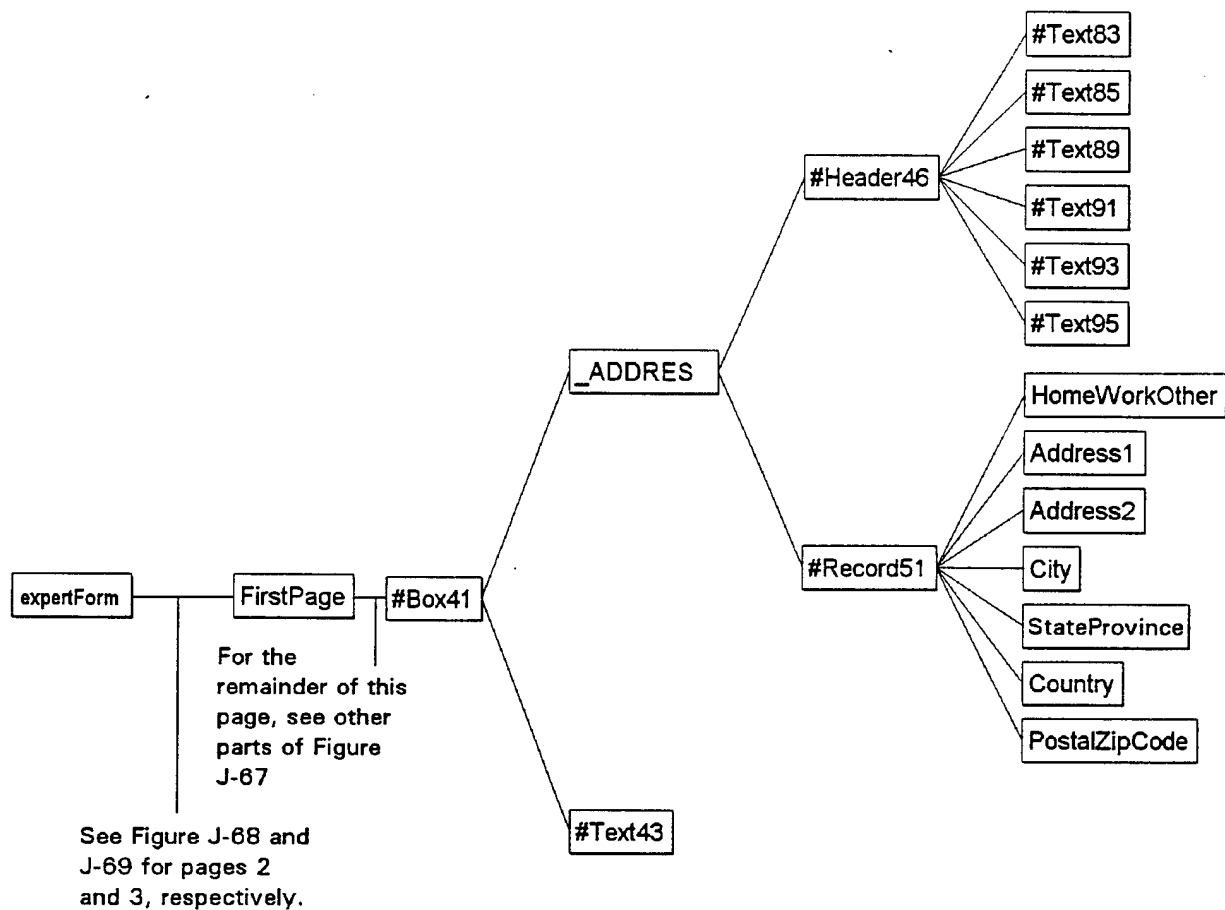 #Text83
#Text85
#Text89
#Header46
#Text91
#Text93
#Text95
_ADDRES
HomeWorkOther
Address1
Address2
#Record51
City
StateProvince
Country
PostalZipCode
expertForm
FirstPage
#Box41
For the
remainder of this
page, see other
parts of Figure
J-67
#Text43
See Figure J-68 and
J-69 for pages 2
and 3, respectively.